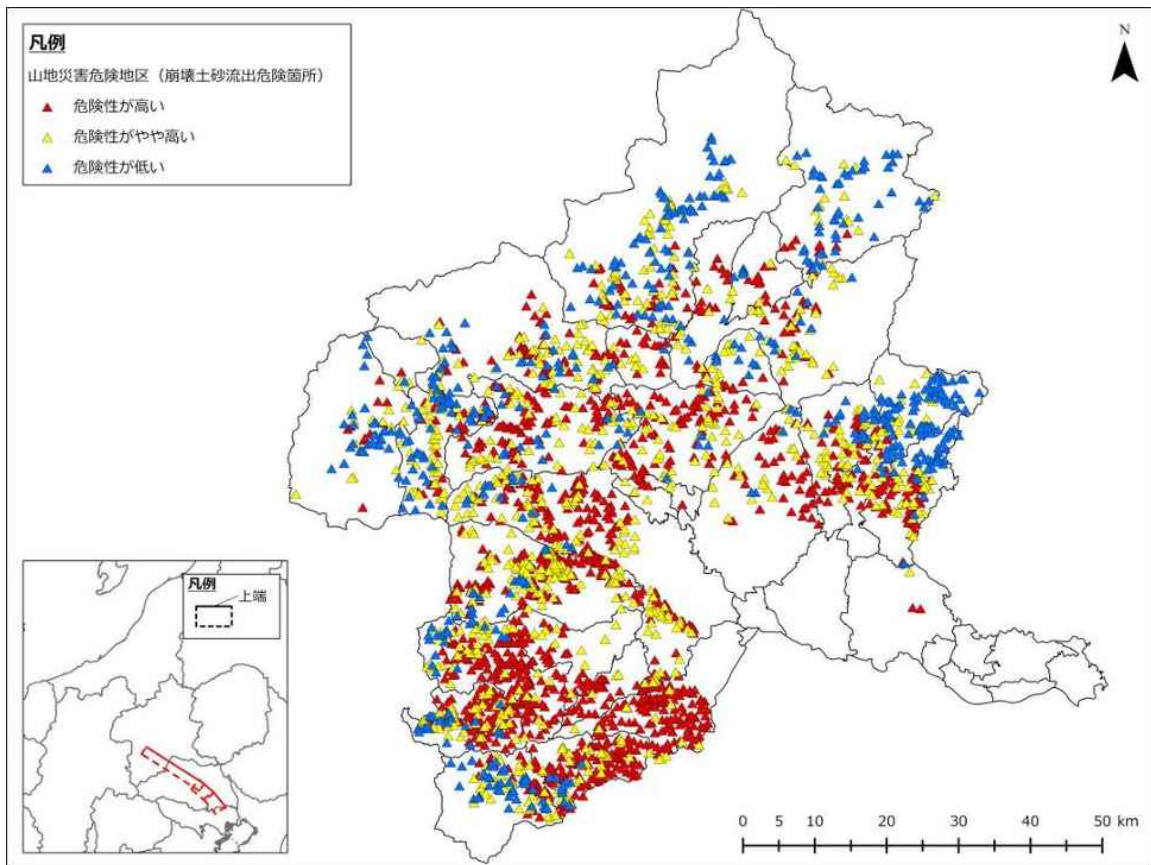 凡例
山地災害危険地区（崩壊土砂流出危険箇所）
危険性が高い
危険性がやや高い
危険性が低い
N
凡例
上端
0 5 10 20 30 40 50 km